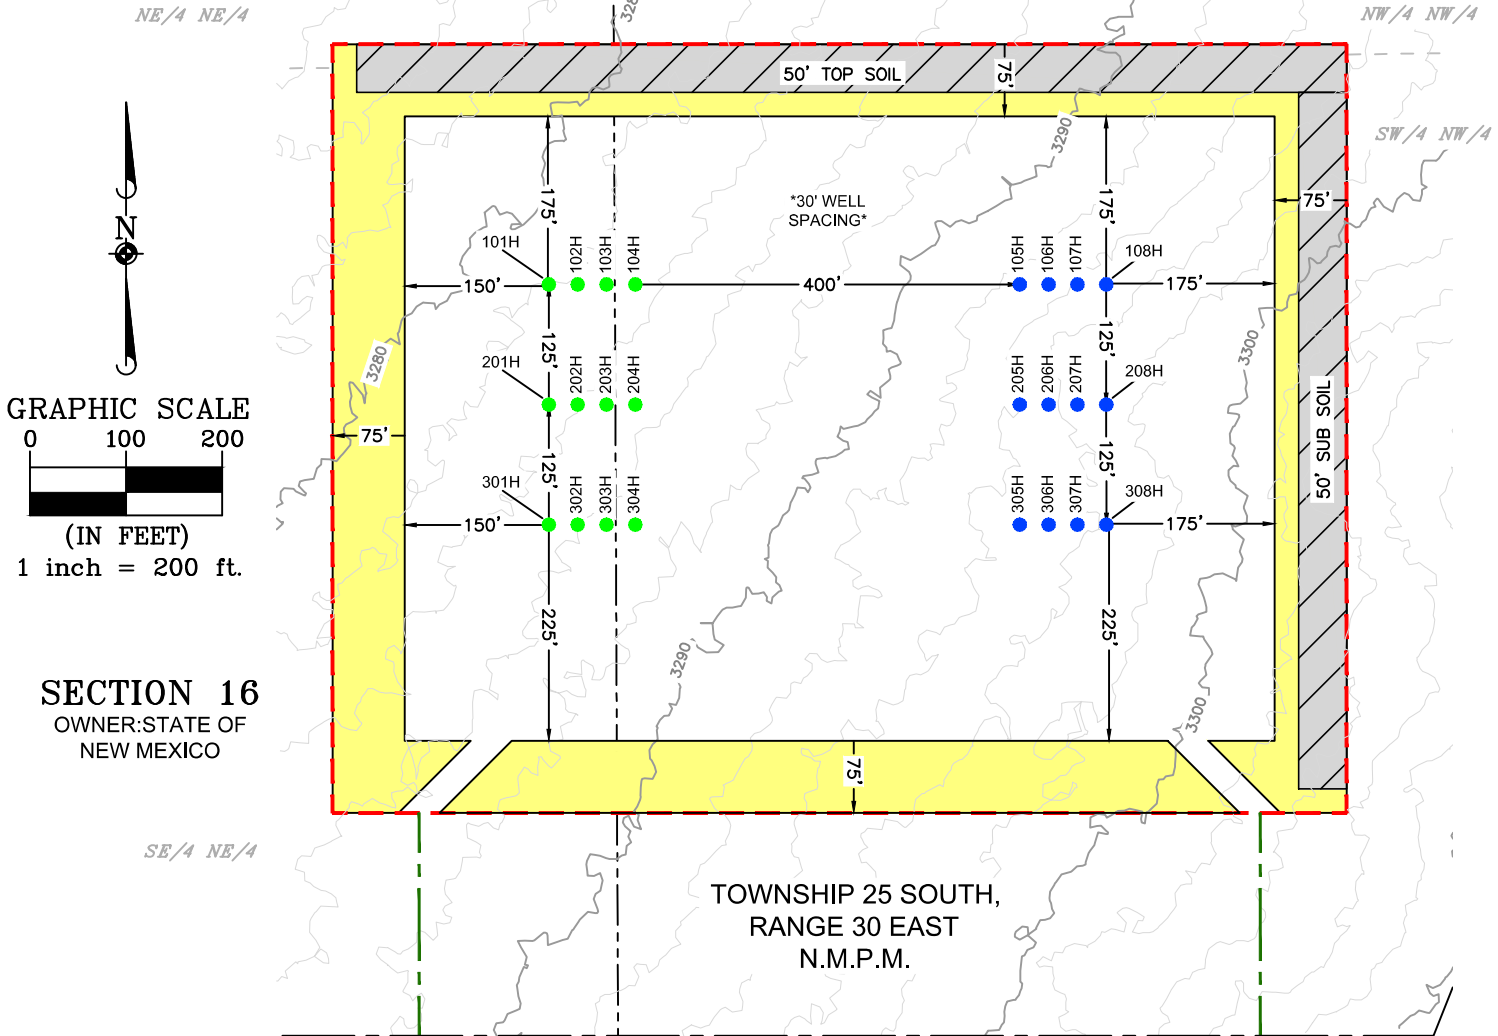 NE/4 NE/4
328
NW/4 NW/4
50' TOP SOIL
75'
3290
SW/4 NW/4
175'
*30' WELL
SPACING*
175'
75'
N
101H
102H
103H
104H
105H
106H
107H
108H
150'
400'
175'
3280
125'
125'
3300
201H
202H
203H
204H
205H
206H
207H
208H
GRAPHIC SCALE
0 100 200
(IN FEET)
1 inch = 200 ft.
75'
50' SUB SOIL
125'
125'
301H
302H
303H
304H
305H
306H
307H
308H
150'
175'
225'
225'
3290
3300
SECTION 16
OWNER:STATE OF
NEW MEXICO
75'
SE/4 NE/4
TOWNSHIP 25 SOUTH,
RANGE 30 EAST
N.M.P.M.